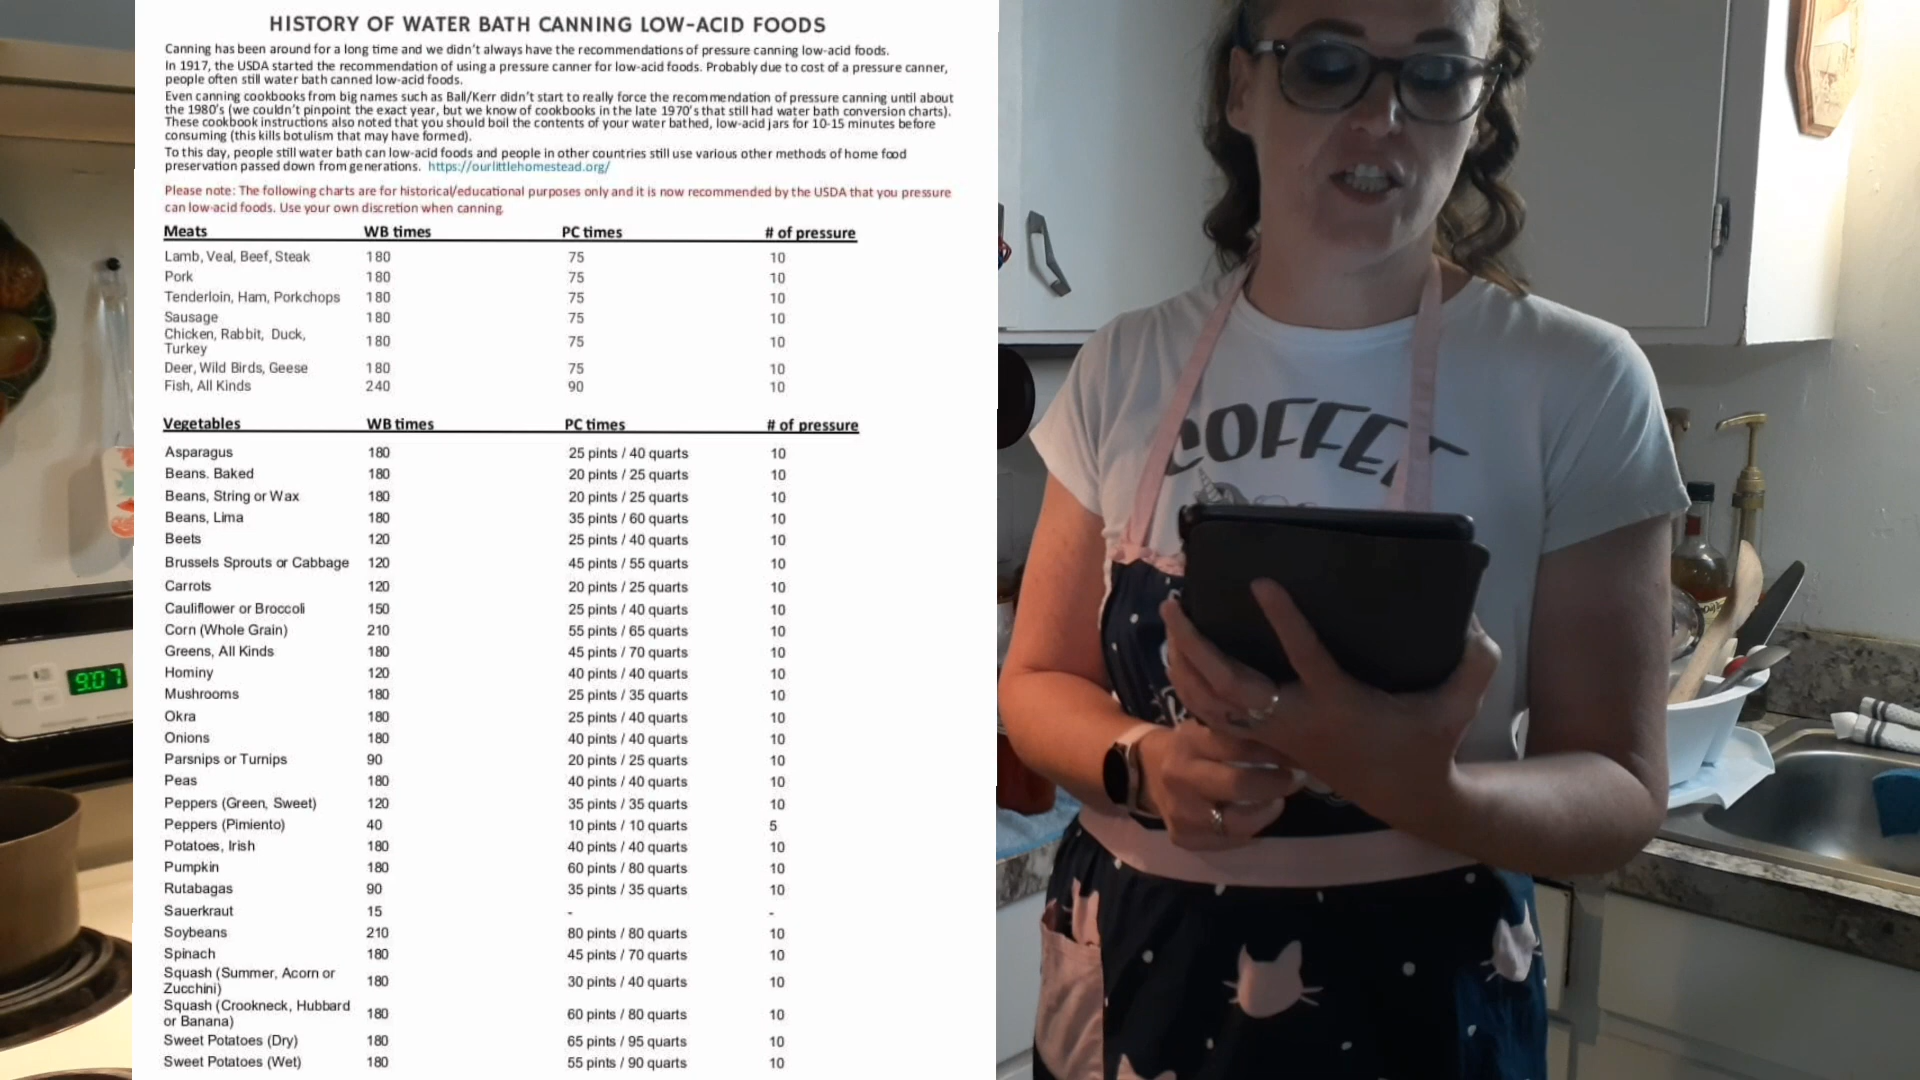 HISTORY OF WATER BATH CANNING LOW-ACID FOODS
Canning has been around for a long time and we didn't always have the recommendations of pressure canning low-acid foods.
In 1917, the USDA started the recommendation of using a pressure canner for low-acid foods. Probably due to cost of a pressure canner,
people often still water bath canned low-acid foods.
Even canning cookbooks from big names such as Ball/Kerr didn't start to really force the recommendation of pressure canning until about
the 1980's (we couldn't pinpoint the exact year, but we know of cookbooks in the late 1970's that still had water bath conversion charts).
These cookbook instructions also noted that you should boil the contents of your water bathed, low-acid jars for 10-15 minutes before
consuming (this kills botulism that may have formed).
To this day, people still water bath can low-acid foods and people in other countries still use various other methods of home food
preservation passed down from generations. https://ourlittlehomestead.org/
Please note: The following charts are for historical/educational purposes only and it is now recommended by the USDA that you pressure
can low-acid foods. Use your own discretion when canning.
Meats WB times PC times # of pressure
Lamb, Veal, Beef, Steak 180 75 10
Pork 180 75 10
Tenderloin, Ham, Porkchops 180 75 10
Sausage 180 75 10
Chicken, Rabbit, Duck,
Turkey 180 75 10
Deer, Wild Birds, Geese 180 75 10
Fish, All Kinds 240 90 10
Vegetables WB times PC times # of pressure
Asparagus 180 25 pints / 40 quarts 10
Beans. Baked 180 20 pints / 25 quarts 10
Beans, String or Wax 180 20 pints / 25 quarts 10
Beans, Lima 180 35 pints / 60 quarts 10
Beets 120 25 pints / 40 quarts 10
Brussels Sprouts or Cabbage 120 45 pints / 55 quarts 10
Carrots 120 20 pints / 25 quarts 10
Cauliflower or Broccoli 150 25 pints / 40 quarts 10
Corn (Whole Grain) 210 55 pints / 65 quarts 10
Greens, All Kinds 180 45 pints / 70 quarts 10
Hominy 120 40 pints / 40 quarts 10
Mushrooms 180 25 pints / 35 quarts 10
Okra 180 25 pints / 40 quarts 10
Onions 180 40 pints / 40 quarts 10
Parsnips or Turnips 90 20 pints / 25 quarts 10
Peas 180 40 pints / 40 quarts 10
Peppers (Green, Sweet) 120 35 pints / 35 quarts 10
Peppers (Pimiento) 40 10 pints / 10 quarts 5
Potatoes, Irish 180 40 pints / 40 quarts 10
Pumpkin 180 60 pints / 80 quarts 10
Rutabagas 90 35 pints / 35 quarts 10
Sauerkraut 15 - -
Soybeans 210 80 pints / 80 quarts 10
Spinach 180 45 pints / 70 quarts 10
Squash (Summer, Acorn or
Zucchini) 180 30 pints / 40 quarts 10
Squash (Crookneck, Hubbard
or Banana) 180 60 pints / 80 quarts 10
Sweet Potatoes (Dry) 180 65 pints / 95 quarts 10
Sweet Potatoes (Wet) 180 55 pints / 90 quarts 10
9:07
COFFEE